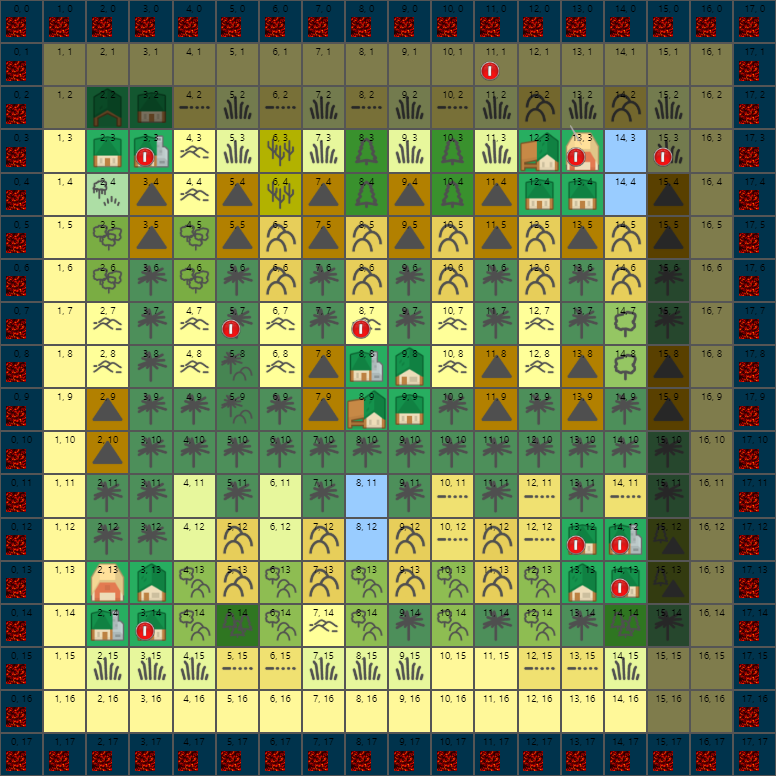 0, 0 1, 0 2, 0 3, 0 4, 0 5, 0 6, 0 7, 0 8, 0 9, 0 10, 0 11, 0 12, 0 13, 0 14, 0 15, 0 16, 0 17, 0
0, 1 1, 1 2, 1 3, 1 4, 1 5, 1 6, 1 7, 1 8, 1 9, 1 10, 1 11, 1 12, 1 13, 1 14, 1 15, 1 16, 1 17, 1
0, 2 1, 2 2, 2 3, 2 4, 2 5, 2 6, 2 7, 2 8, 2 9, 2 10, 2 11, 2 12, 2 13, 2 14, 2 15, 2 16, 2 17, 2
0, 3 1, 3 2, 3 3, 3 4, 3 5, 3 6, 3 7, 3 8, 3 9, 3 10, 3 11, 3 12, 3 13, 3 14, 3 15, 3 16, 3 17, 3
0, 4 1, 4 2, 4 3, 4 4, 4 5, 4 6, 4 7, 4 8, 4 9, 4 10, 4 11, 4 12, 4 13, 4 14, 4 15, 4 16, 4 17, 4
0, 5 1, 5 2, 5 3, 5 4, 5 5, 5 6, 5 7, 5 8, 5 9, 5 10, 5 11, 5 12, 5 13, 5 14, 5 15, 5 16, 5 17, 5
0, 6 1, 6 2, 6 3, 6 4, 6 5, 6 6, 6 7, 6 8, 6 9, 6 10, 6 11, 6 12, 6 13, 6 14, 6 15, 6 16, 6 17, 6
0, 7 1, 7 2, 7 3, 7 4, 7 5, 7 6, 7 7, 7 8, 7 9, 7 10, 7 11, 7 12, 7 13, 7 14, 7 15, 7 16, 7 17, 7
0, 8 1, 8 2, 8 3, 8 4, 8 5, 8 6, 8 7, 8 8, 8 9, 8 10, 8 11, 8 12, 8 13, 8 14, 8 15, 8 16, 8 17, 8
0, 9 1, 9 2, 9 3, 9 4, 9 5, 9 6, 9 7, 9 8, 9 9, 9 10, 9 11, 9 12, 9 13, 9 14, 9 15, 9 16, 9 17, 9
0, 10 1, 10 2, 10 3, 10 4, 10 5, 10 6, 10 7, 10 8, 10 9, 10 10, 10 11, 10 12, 10 13, 10 14, 10 15, 10 16, 10 17, 10
0, 11 1, 11 2, 11 3, 11 4, 11 5, 11 6, 11 7, 11 8, 11 9, 11 10, 11 11, 11 12, 11 13, 11 14, 11 15, 11 16, 11 17, 11
0, 12 1, 12 2, 12 3, 12 4, 12 5, 12 6, 12 7, 12 8, 12 9, 12 10, 12 11, 12 12, 12 13, 12 14, 12 15, 12 16, 12 17, 12
0, 13 1, 13 2, 13 3, 13 4, 13 5, 13 6, 13 7, 13 8, 13 9, 13 10, 13 11, 13 12, 13 13, 13 14, 13 15, 13 16, 13 17, 13
0, 14 1, 14 2, 14 3, 14 4, 14 5, 14 6, 14 7, 14 8, 14 9, 14 10, 14 11, 14 12, 14 13, 14 14, 14 15, 14 16, 14 17, 14
0, 15 1, 15 2, 15 3, 15 4, 15 5, 15 6, 15 7, 15 8, 15 9, 15 10, 15 11, 15 12, 15 13, 15 14, 15 15, 15 16, 15 17, 15
0, 16 1, 16 2, 16 3, 16 4, 16 5, 16 6, 16 7, 16 8, 16 9, 16 10, 16 11, 16 12, 16 13, 16 14, 16 15, 16 16, 16 17, 16
0, 17 1, 17 2, 17 3, 17 4, 17 5, 17 6, 17 7, 17 8, 17 9, 17 10, 17 11, 17 12, 17 13, 17 14, 17 15, 17 16, 17 17, 17